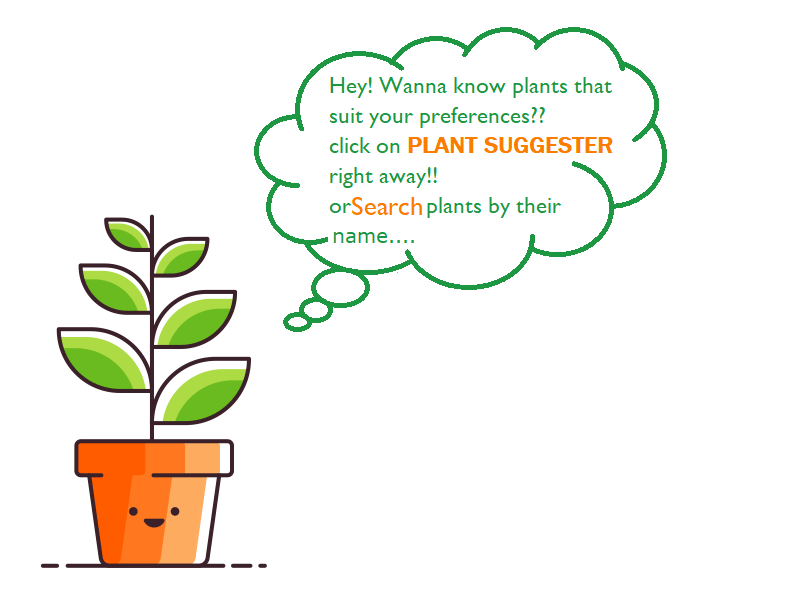 Hey! Wanna know plants that
suit your preferences??
click on PLANT SUGGESTER
right away!!
orSearch plants by their
name....